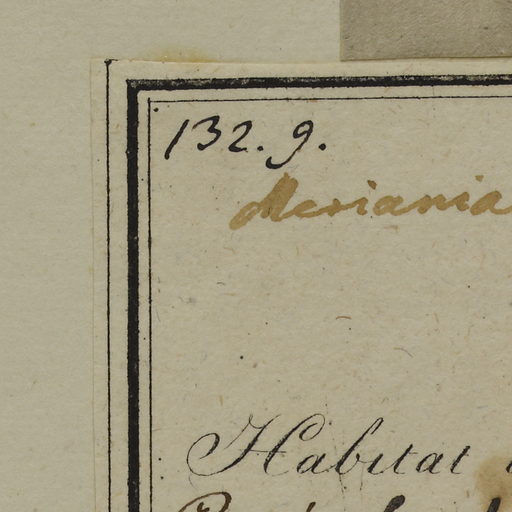 132. 9.
Meriania
Habitat